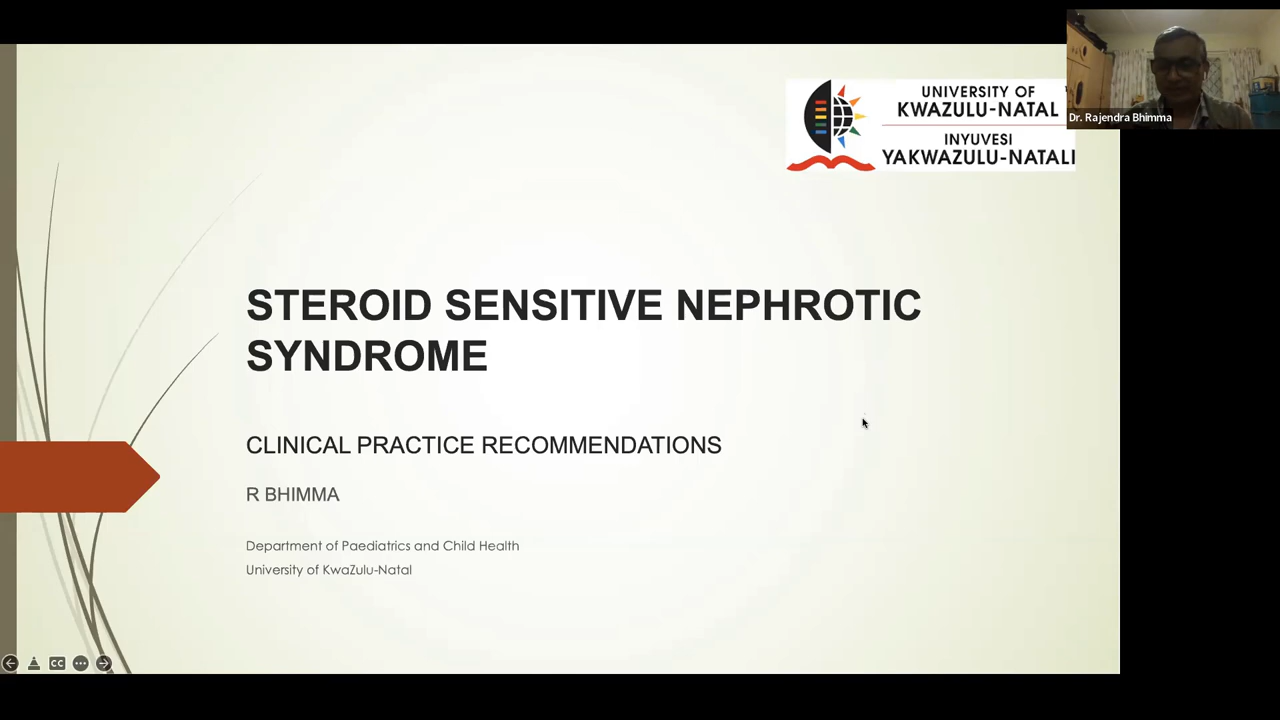 UNIVERSITY OF
KWAZULU-NATAL
INYUVESI
YAKWAZULU-NATALI
Dr. Rajendra Bhimma
STEROID SENSITIVE NEPHROTIC
SYNDROME
CLINICAL PRACTICE RECOMMENDATIONS
R BHIMMA
Department of Paediatrics and Child Health
University of KwaZulu-Natal
CC